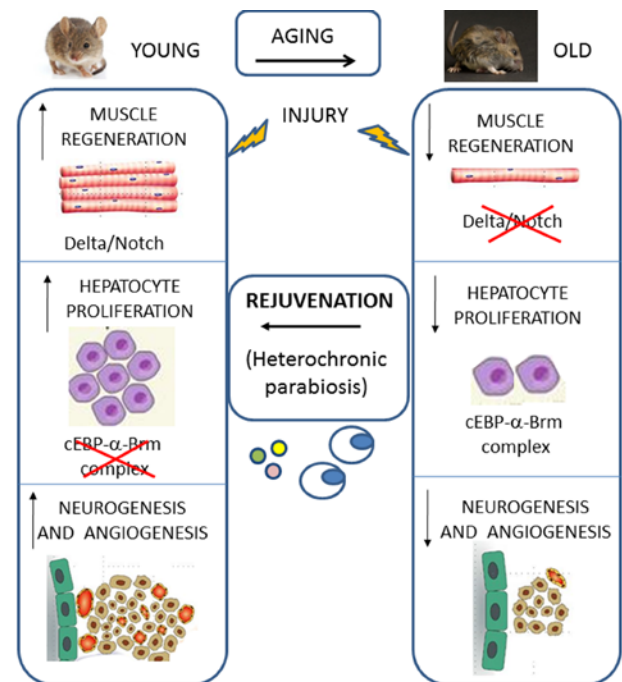 YOUNG
AGING
OLD
INJURY
MUSCLE
REGENERATION
Delta/Notch
HEPATOCYTE
PROLIFERATION
cEBP-α-Brm
complex
NEUROGENESIS
AND ANGIOGENESIS
REJUVENATION
(Heterochronic
parabiosis)
MUSCLE
REGENERATION
Delta/Notch
HEPATOCYTE
PROLIFERATION
cEBP-α-Brm
complex
NEUROGENESIS
AND ANGIOGENESIS